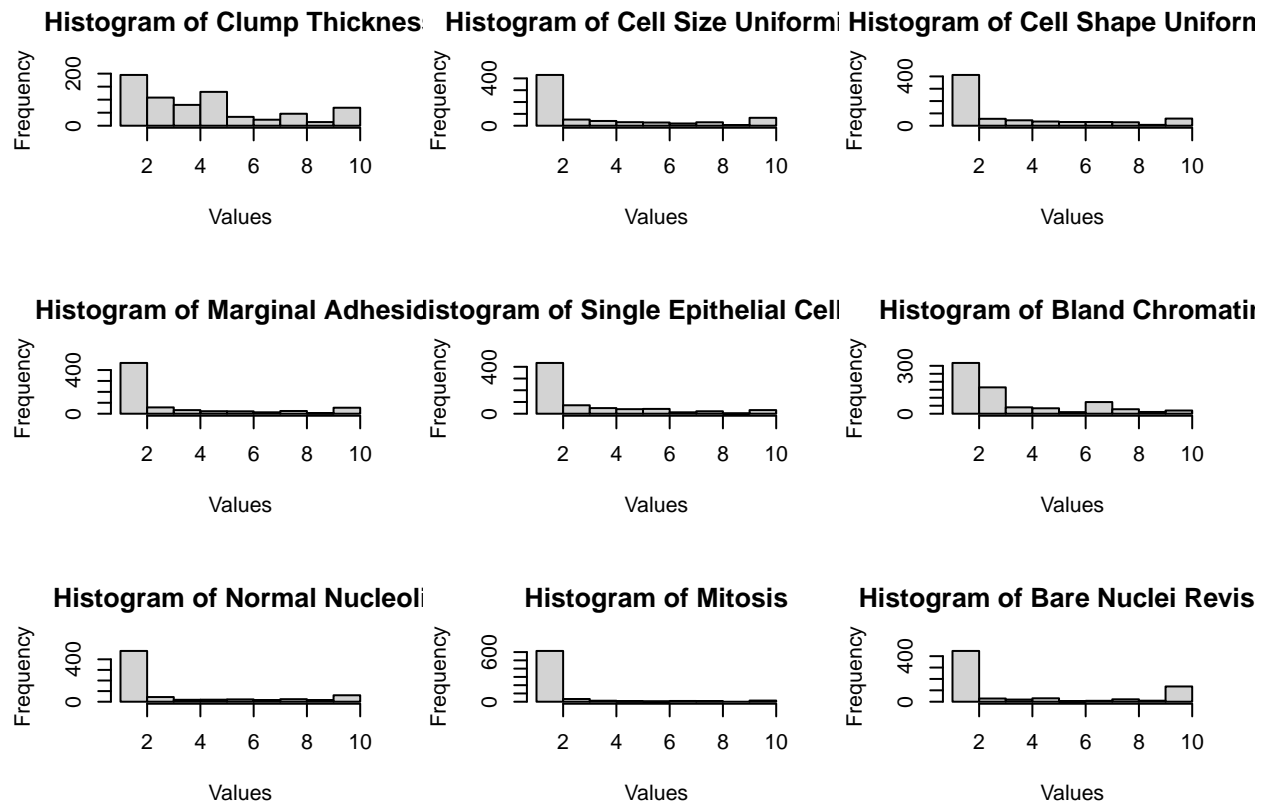 Histogram of Clump Thicknes
Frequency
200
0
2 4 6 8 10
Values
Histogram of Cell Size Uniformi
Frequency
400
0
2 4 6 8 10
Values
Histogram of Cell Shape Uniforn
Frequency
400
0
2 4 6 8 10
Values
Histogram of Marginal Adhesi
Frequency
400
0
2 4 6 8 10
Values
istogram of Single Epithelial Cell
Frequency
400
0
2 4 6 8 10
Values
Histogram of Bland Chromatin
Frequency
300
0
2 4 6 8 10
Values
Histogram of Normal Nucleoli
Frequency
400
0
2 4 6 8 10
Values
Histogram of Mitosis
Frequency
600
0
2 4 6 8 10
Values
Histogram of Bare Nuclei Revis
Frequency
400
0
2 4 6 8 10
Values